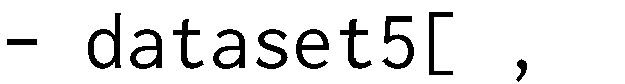 - dataset5[ ,